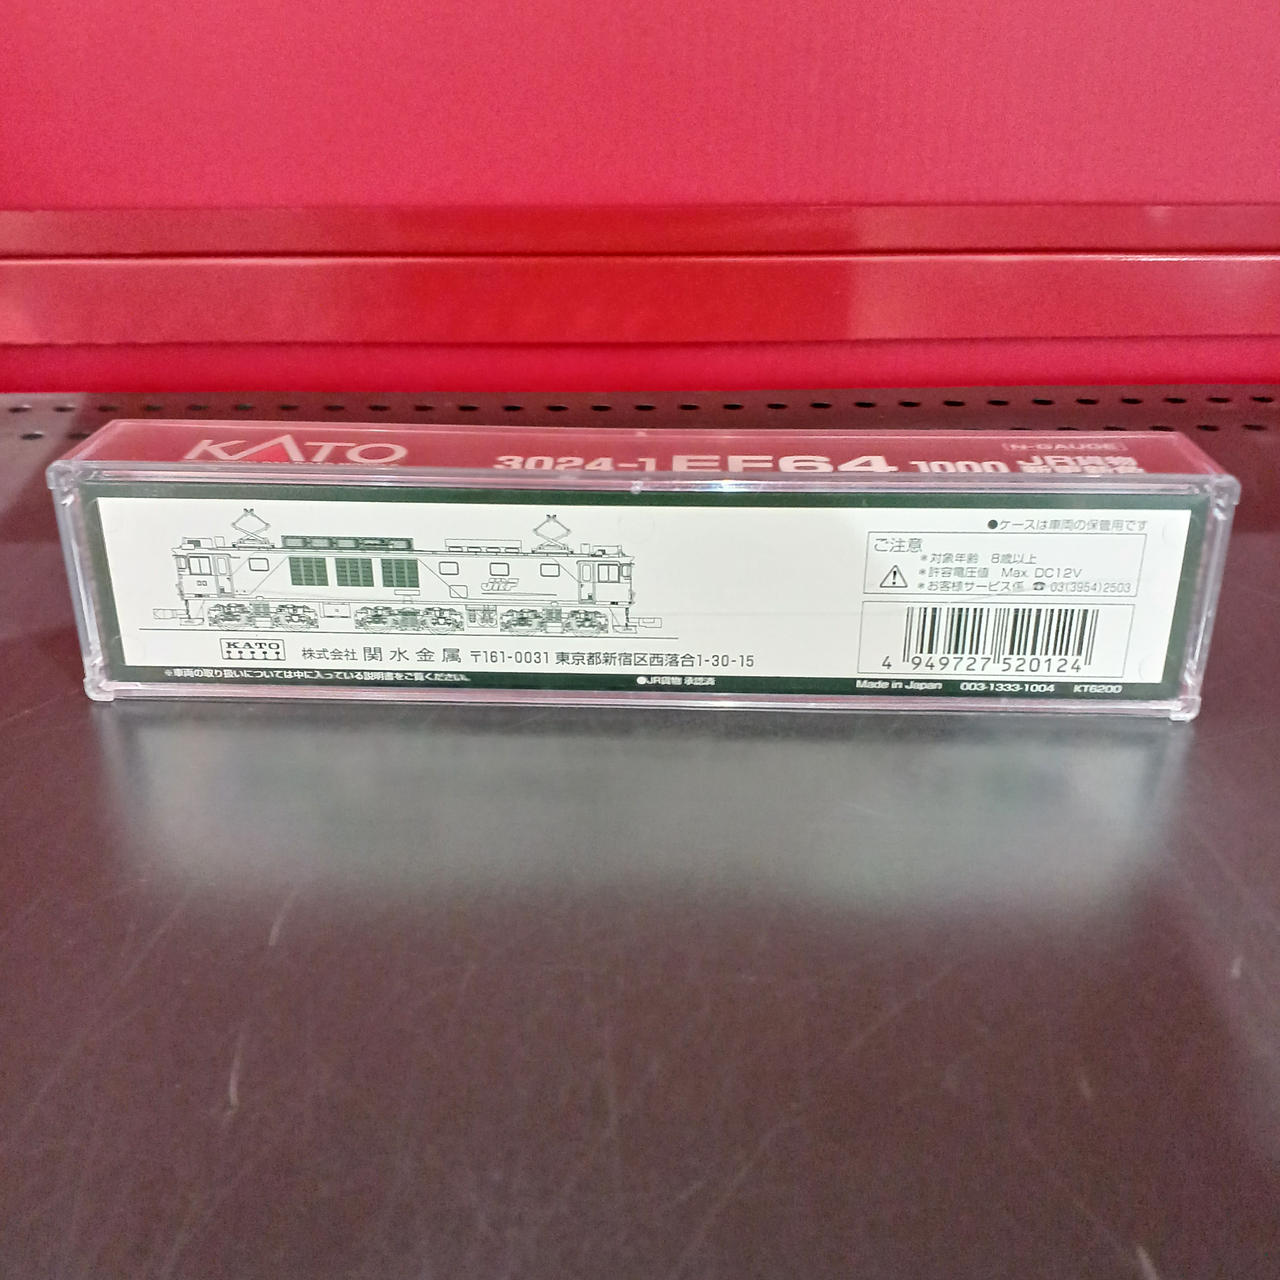 KATO
3024-1 EF64 1000 JR貨物
N-GAUGE
●ケースは車両の保管用です
ご注意
＊対象年齢 8歳以上
＊許容電圧値 Max. DC12V
＊お客様サービス係 ☎ 03(3954)2503
JRF
KATO
株式会社 関水金属 〒161-0031 東京都新宿区西落合1-30-15
4 949727 520124
※車両の取り扱いについては中に入っている説明書をご覧ください。
●JR貨物 承認済
Made in Japan 003-1333-1004 KT6200